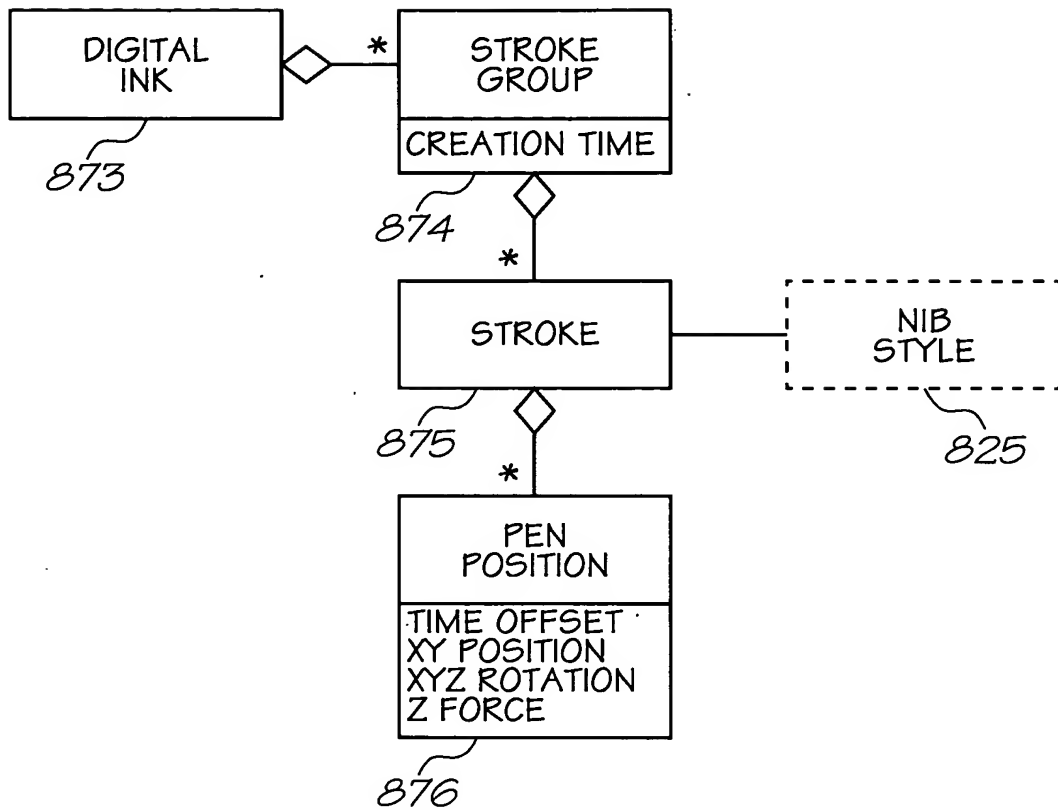 DIGITAL
INK
873
*
STROKE
GROUP
CREATION TIME
874
*
STROKE
875
NIB
STYLE
825
*
PEN
POSITION
TIME OFFSET
XY POSITION
XYZ ROTATION
Z FORCE
876